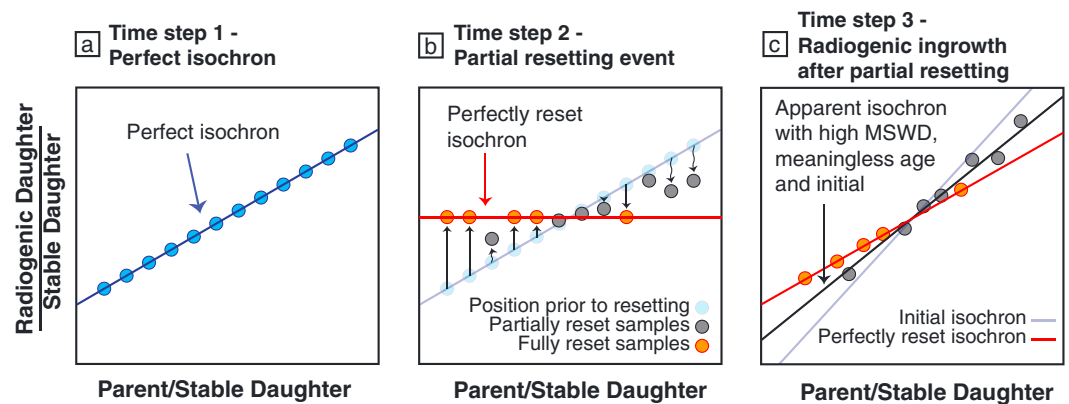 a
Time step 1 -
Perfect isochron
b
Time step 2 -
Partial resetting event
c
Time step 3 -
Radiogenic ingrowth
after partial resetting
Radiogenic Daughter
Stable Daughter
Perfect isochron
Parent/Stable Daughter
Perfectly reset
isochron
Position prior to resetting
Partially reset samples
Fully reset samples
Parent/Stable Daughter
Apparent isochron
with high MSWD,
meaningless age
and initial
Initial isochron
Perfectly reset isochron
Parent/Stable Daughter